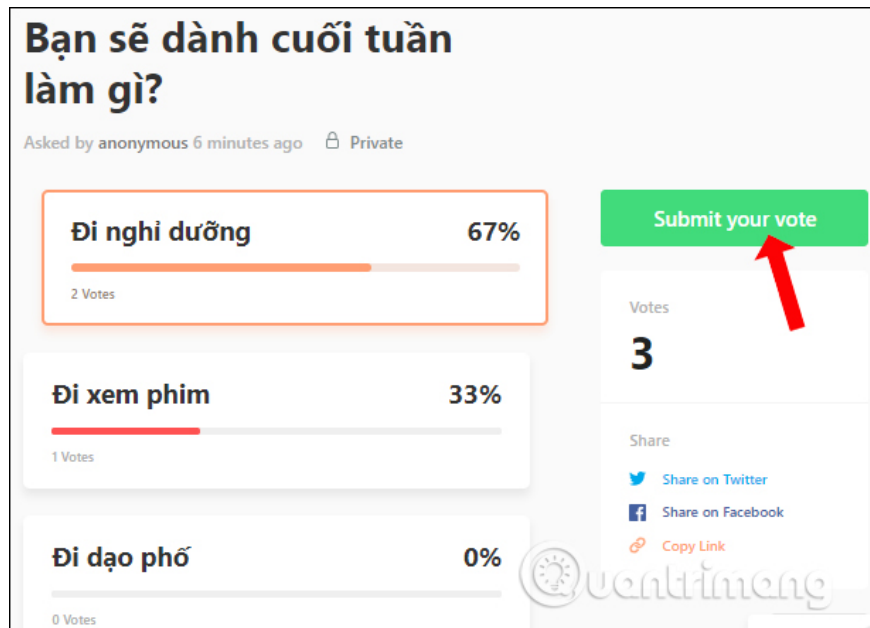 Bạn sẽ dành cuối tuần
làm gì?
Asked by anonymous 6 minutes ago Private
Đi nghỉ dưỡng 67%
2 Votes
Đi xem phim 33%
1 Votes
Đi dạo phố 0%
0 Votes
Submit your vote
Votes
3
Share
Share on Twitter
Share on Facebook
Copy Link
Quantrimang